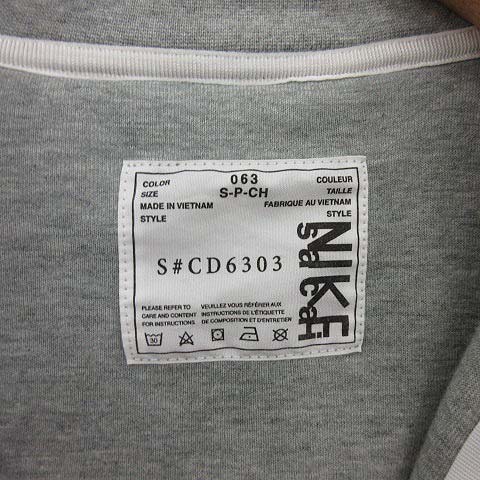 COLOR 063 COULEUR
SIZE S-P-CH TAILLE
MADE IN VIETNAM FABRIQUE AU VIETNAM
STYLE STYLE
S#CD6303
NIKE
sacai
PLEASE REFER TO VEUILLEZ VOUS RÉFÉRER AUX
CARE AND CONTENT INSTRUCTIONS DE L'ÉTIQUETTE
FOR INSTRUCTIONS DE COMPOSITION ET D'ENTRETIEN
30